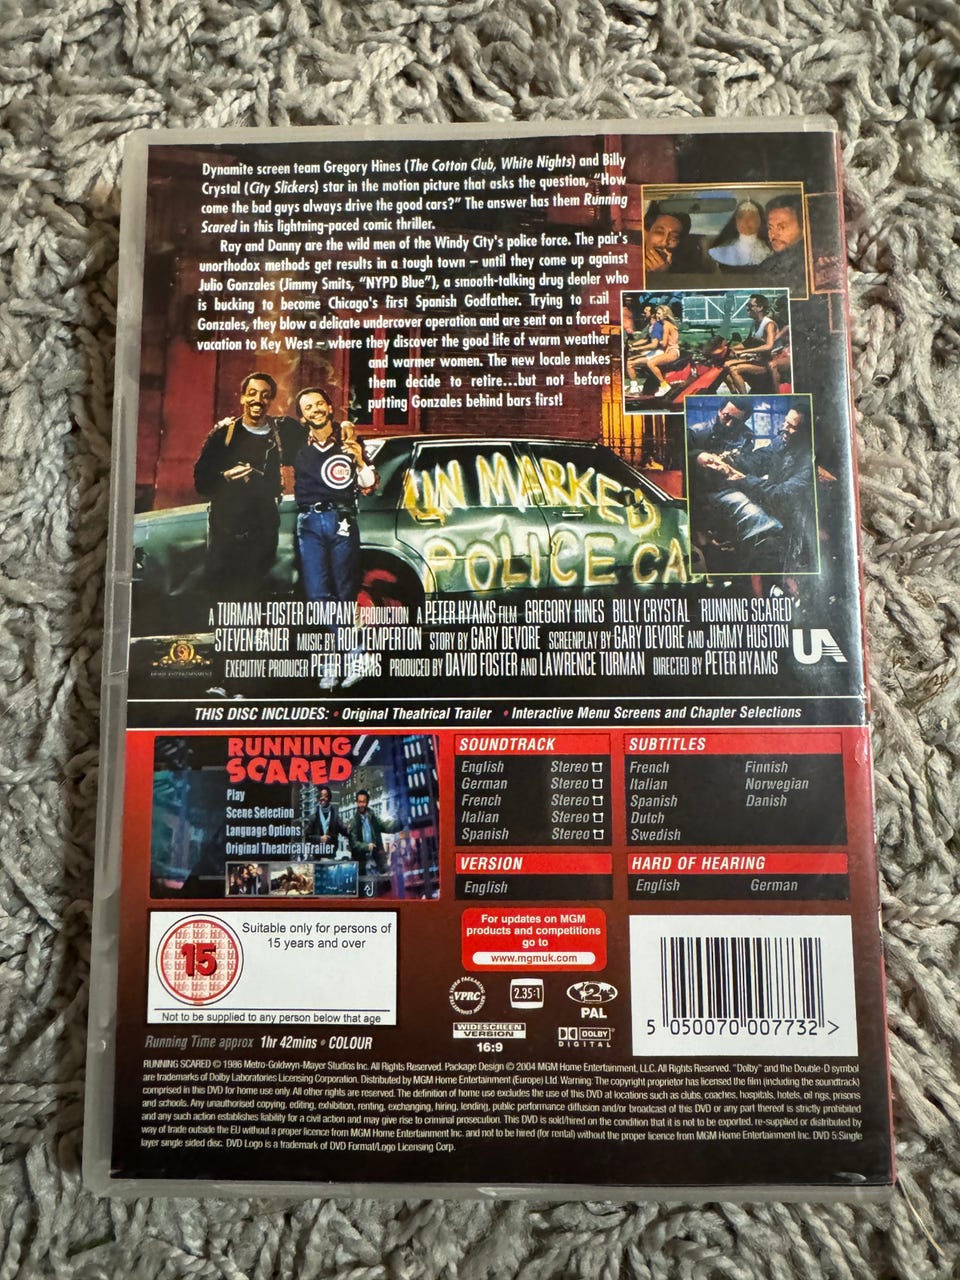 Dynamite screen team Gregory Hines (The Cotton Club, White Nights) and Billy
Crystal (City Slickers) star in the motion picture that asks the question, "How
come the bad guys always drive the good cars?" The answer has them Running
Scared in this lightning-paced comic thriller.
Ray and Danny are the wild men of the Windy City's police force. The pair's
unorthodox methods get results in a tough town – until they come up against
Julio Gonzales (Jimmy Smits, "NYPD Blue"), a smooth-talking drug dealer who
is bucking to become Chicago's first Spanish Godfather. Trying to nail
Gonzales, they blow a delicate undercover operation and are sent on a forced
vacation to Key West – where they discover the good life of warm weather
and warmer women. The new locale makes
them decide to retire...but not before
putting Gonzales behind bars first!
UN MARKED
POLICE CA
A TURMAN-FOSTER COMPANY PRODUCTION A PETER HYAMS FILM GREGORY HINES BILLY CRYSTAL 'RUNNING SCARED'
STEVEN BAUER MUSIC BY ROD TEMPERTON STORY BY GARY DEVORE SCREENPLAY BY GARY DEVORE AND JIMMY HUSTON
EXECUTIVE PRODUCER PETER HYAMS PRODUCED BY DAVID FOSTER AND LAWRENCE TURMAN DIRECTED BY PETER HYAMS
UA
THIS DISC INCLUDES: • Original Theatrical Trailer • Interactive Menu Screens and Chapter Selections
RUNNING
SCARED
Play
Scene Selection
Language Options
Original Theatrical Trailer
SOUNDTRACK
English Stereo
German Stereo
French Stereo
Italian Stereo
Spanish Stereo
VERSION
English
SUBTITLES
French Finnish
Italian Norwegian
Spanish Danish
Dutch
Swedish
HARD OF HEARING
English German
15
Suitable only for persons of
15 years and over
Not to be supplied to any person below that age
For updates on MGM
products and competitions
go to
www.mgmuk.com
VPRC
2.35:1
2
PAL
WIDESCREEN
VERSION
16:9
DOLBY
DIGITAL
5 050070 007732 >
Running Time approx 1hr 42mins • COLOUR
RUNNING SCARED © 1986 Metro-Goldwyn-Mayer Studios Inc. All Rights Reserved. Package Design © 2004 MGM Home Entertainment, LLC. All Rights Reserved. "Dolby" and the Double-D symbol
are trademarks of Dolby Laboratories Licensing Corporation. Distributed by MGM Home Entertainment (Europe) Ltd. Warning: The copyright proprietor has licensed the film (including the soundtrack)
comprised in this DVD for home use only. All other rights are reserved. The definition of home use excludes the use of this DVD at locations such as clubs, coaches, hospitals, hotels, oil rigs, prisons
and schools. Any unauthorised copying, editing, exhibition, renting, exchanging, hiring, lending, public performance diffusion and/or broadcast of this DVD or any part thereof is strictly prohibited
and any such action establishes liability for a civil action and may give rise to criminal prosecution. This DVD is sold/hired on the condition that it is not to be exported, re-supplied or distributed by
way of trade outside the EU without a proper licence from MGM Home Entertainment Inc. and not to be hired (for rental) without the proper licence from MGM Home Entertainment Inc. DVD 5:Single
layer single sided disc. DVD Logo is a trademark of DVD Format/Logo Licensing Corp.